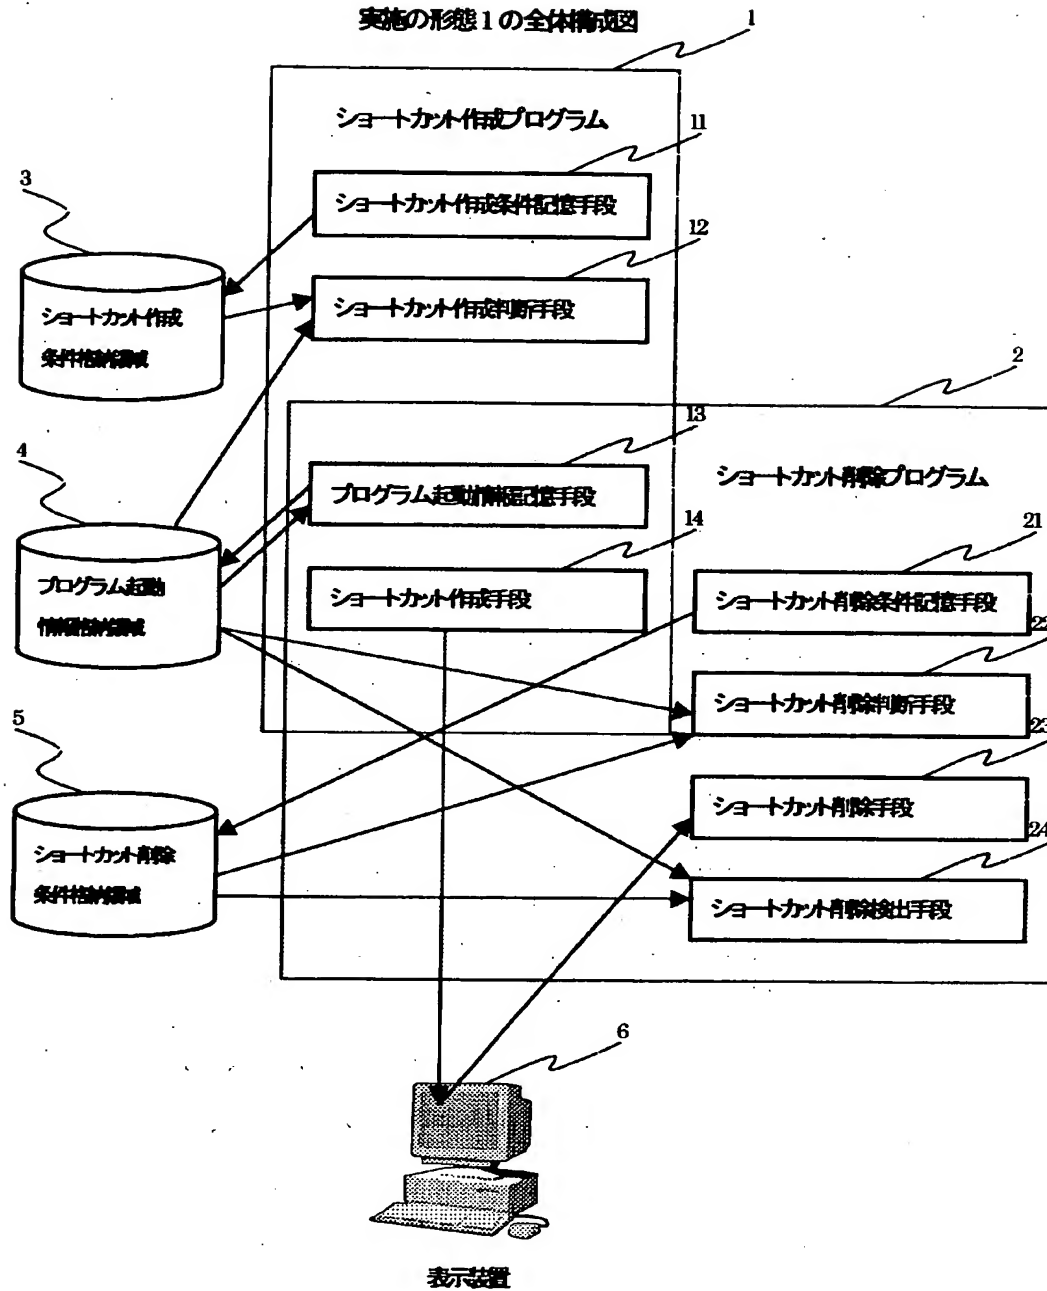 実施の形態1の全体構成図
1
ショートカット作成プログラム
11
ショートカット作成条件記憶手段
3
12
ショートカット作成
条件格納領域
ショートカット作成判断手段
2
13
ショートカット削除プログラム
4
プログラム起動情報記憶手段
14
21
プログラム起動
情報格納領域
ショートカット作成手段
ショートカット削除条件記憶手段
22
ショートカット削除判断手段
5
23
ショートカット削除手段
24
ショートカット削除
条件格納領域
ショートカット削除検出手段
6
表示装置